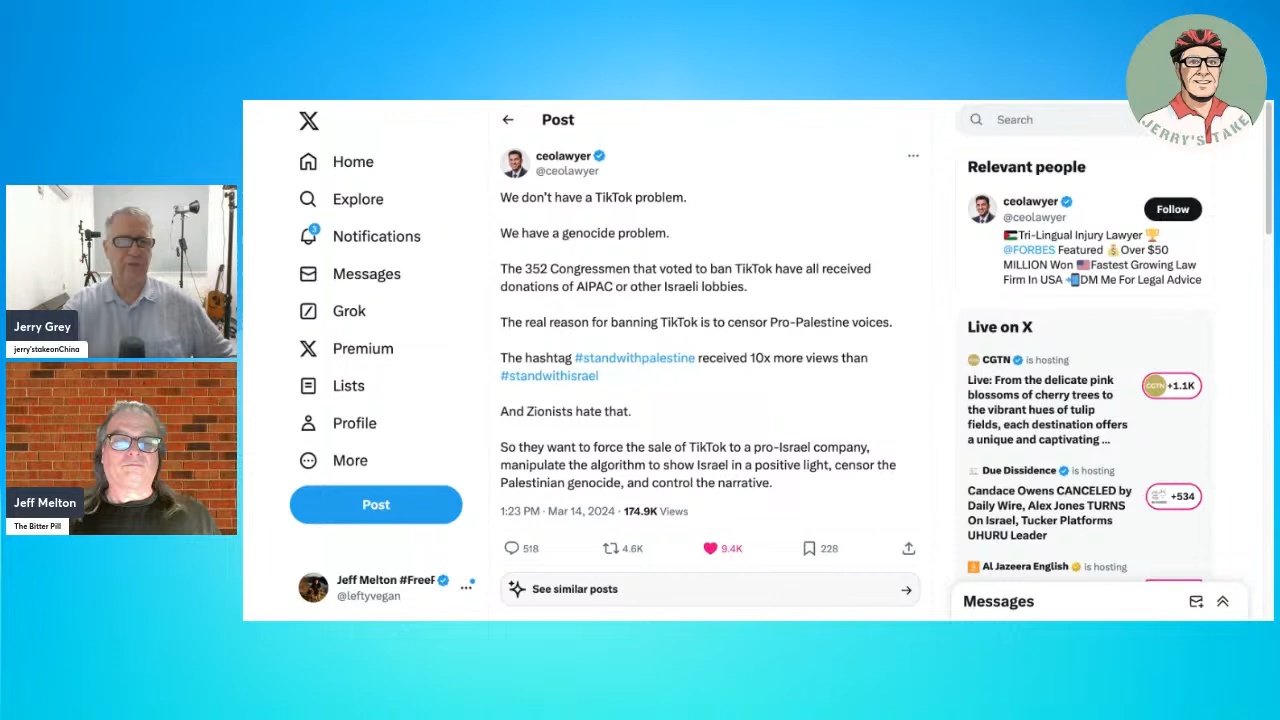 JERRY'S TAKE
Jerry Grey
jerry'stakeonChina
Jeff Melton
The Bitter Pill
Home
Explore
3
Notifications
Messages
Grok
Premium
Lists
Profile
More
Post
Jeff Melton #FreeP
@leftyvegan
Post
ceolawyer
@ceolawyer
We don't have a TikTok problem.
We have a genocide problem.
The 352 Congressmen that voted to ban TikTok have all received
donations of AIPAC or other Israeli lobbies.
The real reason for banning TikTok is to censor Pro-Palestine voices.
The hashtag #standwithpalestine received 10x more views than
#standwithisrael
And Zionists hate that.
So they want to force the sale of TikTok to a pro-Israel company,
manipulate the algorithm to show Israel in a positive light, censor the
Palestinian genocide, and control the narrative.
1:23 PM · Mar 14, 2024 · 174.9K Views
518 4.6K 9.4K 228
See similar posts
Search
Relevant people
ceolawyer
@ceolawyer
Follow
Tri-Lingual Injury Lawyer
@FORBES Featured Over $50
MILLION Won Fastest Growing Law
Firm In USA DM Me For Legal Advice
Live on X
CGTN is hosting
Live: From the delicate pink
blossoms of cherry trees to
the vibrant hues of tulip
fields, each destination offers
a unique and captivating ...
CGTN +1.1K
Due Dissidence is hosting
Candace Owens CANCELED by
Daily Wire, Alex Jones TURNS
On Israel, Tucker Platforms
UHURU Leader
+534
Al Jazeera English is hosting
Messages